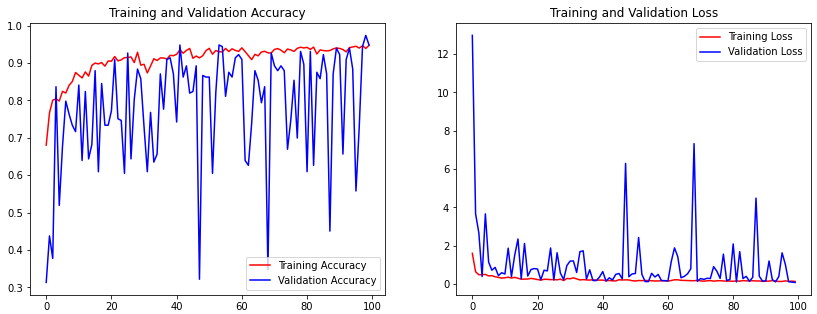 Training and Validation Accuracy
1.0
0.9
0.8
0.7
0.6
0.5
0.4
0.3
0 20 40 60 80 100
Training Accuracy
Validation Accuracy
Training and Validation Loss
12
10
8
6
4
2
0
0 20 40 60 80 100
Training Loss
Validation Loss